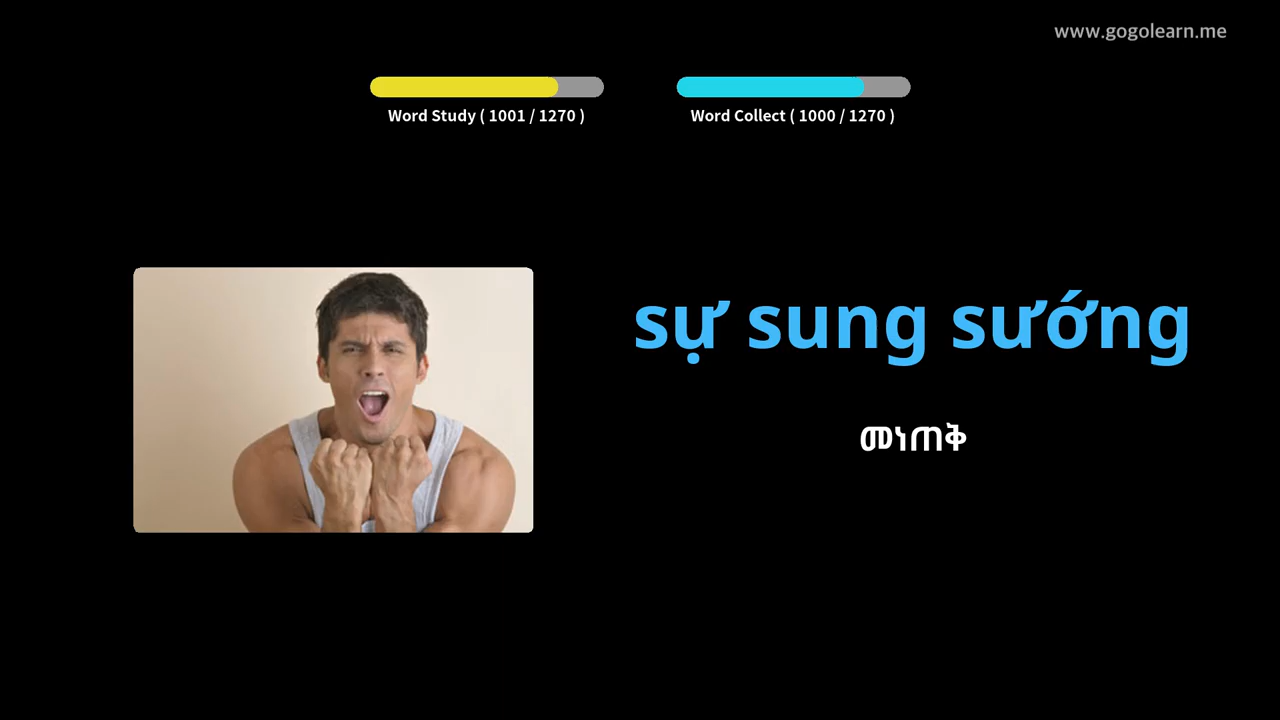 www.gogolearn.me
Word Study ( 1001 / 1270 )
Word Collect ( 1000 / 1270 )
sự sung sướng
መነጠቅ